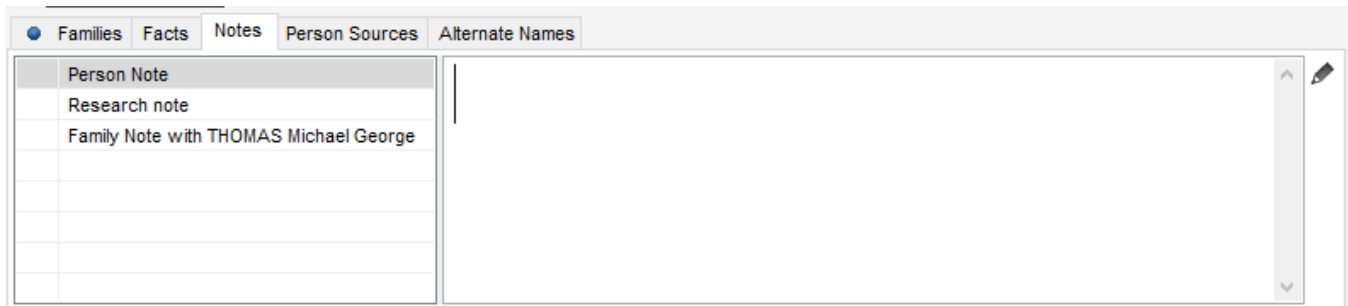 Families Facts Notes Person Sources Alternate Names
Person Note
Research note
Family Note with THOMAS Michael George